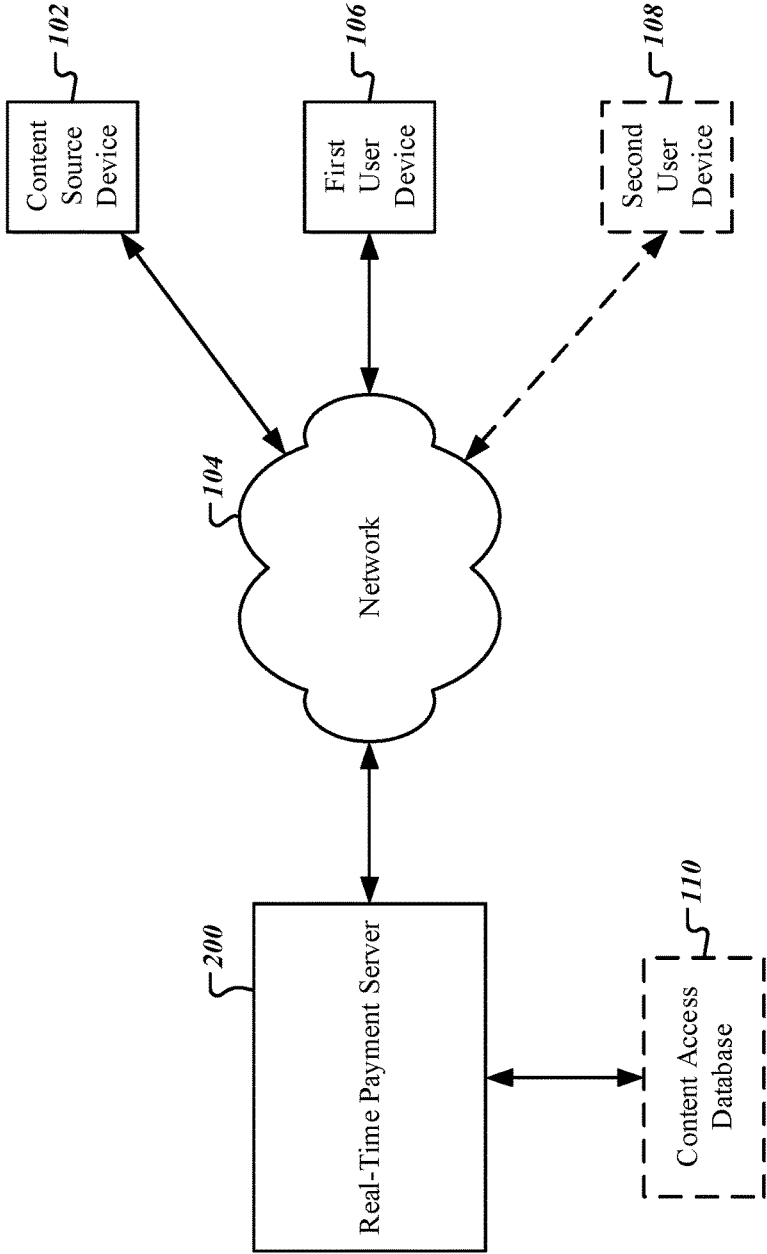 102
Content
Source
Device
106
First
User
Device
108
Second
User
Device
104
Network
200
Real-Time Payment Server
110
Content Access
Database